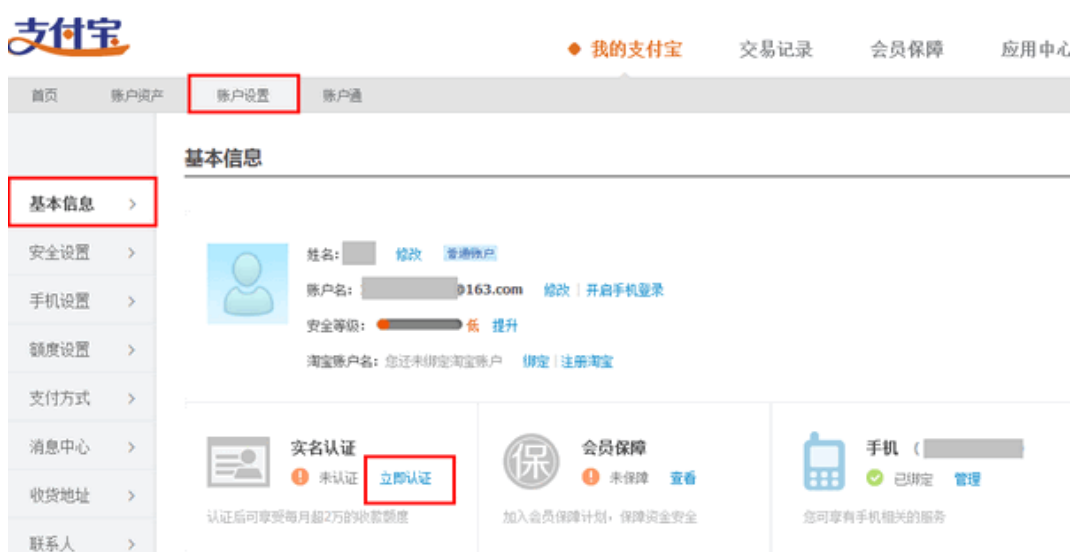 支付宝
我的支付宝 交易记录 会员保障 应用中心
首页 账户资产 账户设置 账户通
基本信息
基本信息
安全设置
手机设置
额度设置
支付方式
消息中心
收货地址
联系人
姓名: 修改 普通账户
账户名: @163.com 修改 | 开启手机登录
安全等级: 低 提升
淘宝账户名: 您还未绑定淘宝账户 绑定 | 注册淘宝
实名认证
未认证 立即认证
认证后可享受每月超2万的收款额度
保
会员保障
未保障 查看
加入会员保障计划，保障资金安全
手机 (
已绑定 管理
您可享有手机相关的服务